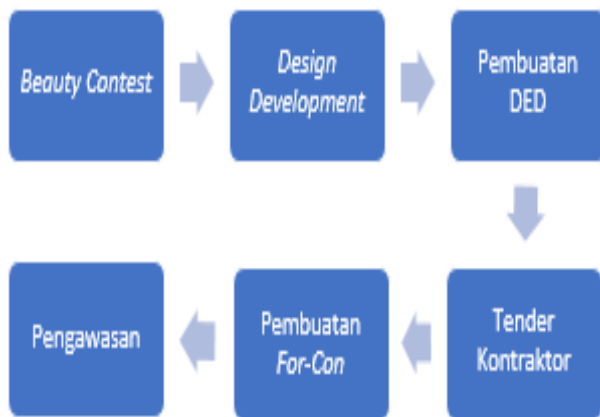 Beauty Contest
Design
Development
Pembuatan
DED
Tender
Kontraktor
Pembuatan
For-Con
Pengawasan